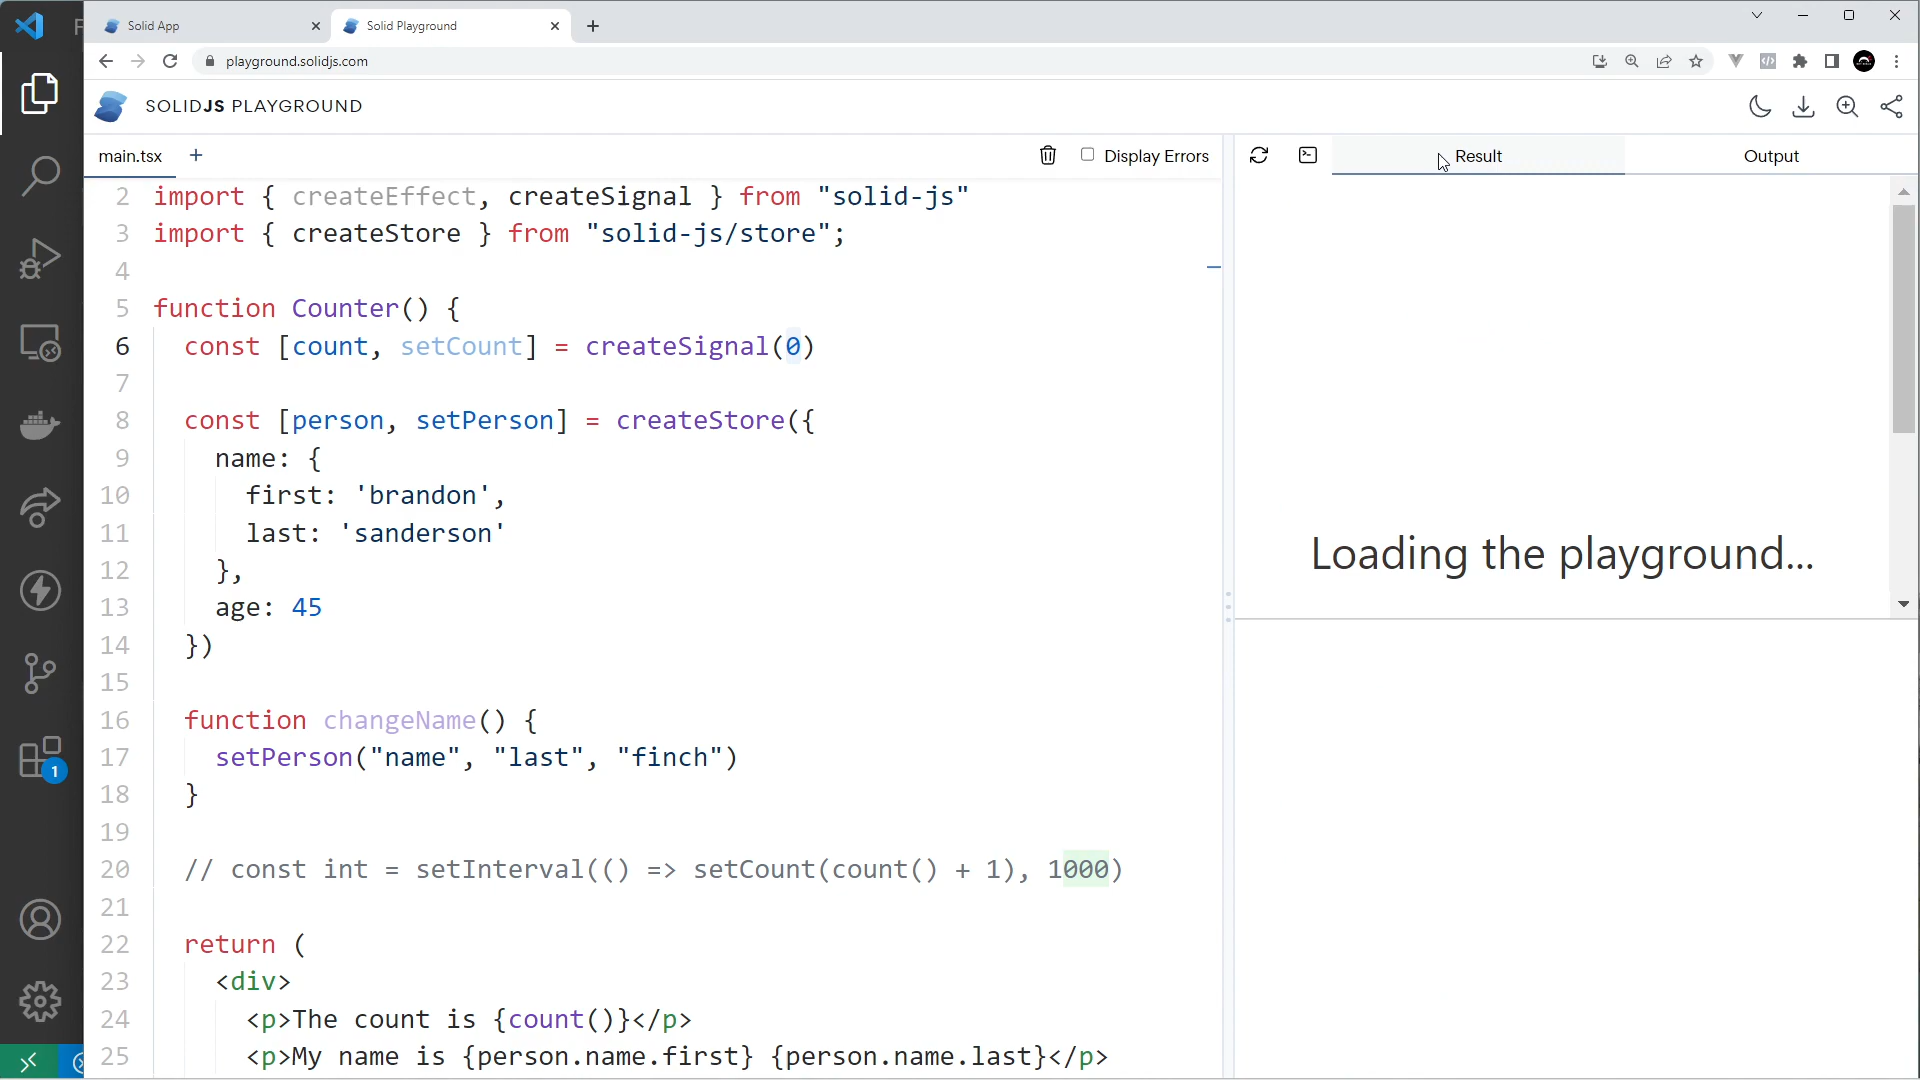 F
Solid App
Solid Playground
playground.solidjs.com
SOLIDJS PLAYGROUND
main.tsx
Display Errors
Result
Output
2 import { createEffect, createSignal } from "solid-js"
3 import { createStore } from "solid-js/store";
4
5 function Counter() {
6 const [count, setCount] = createSignal(0)
7
8 const [person, setPerson] = createStore({
9 name: {
10 first: 'brandon',
11 last: 'sanderson'
12 },
13 age: 45
14 })
15
16 function changeName() {
17 setPerson("name", "last", "finch")
18 }
19
20 // const int = setInterval(() => setCount(count() + 1), 1000)
21
22 return (
23 <div>
24 <p>The count is {count()}</p>
25 <p>My name is {person.name.first} {person.name.last}</p>
Loading the playground...
1